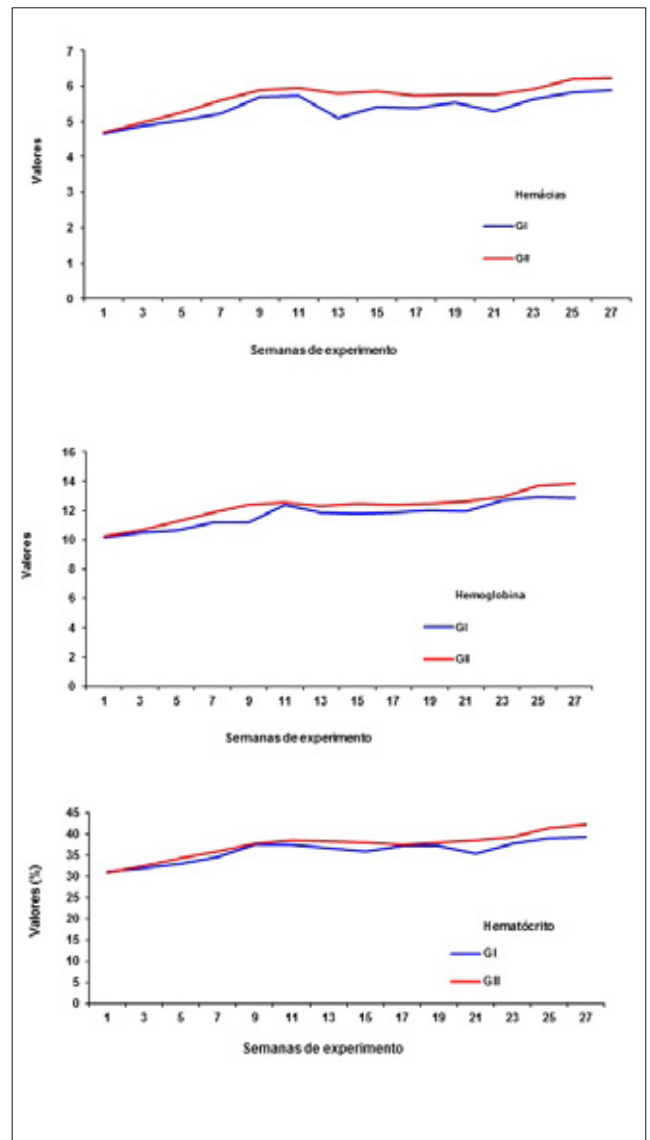 7
6
5
4
3
2
1
0
Valores
Hemácias
GI
GII
1 3 5 7 9 11 13 15 17 19 21 23 25 27
Semanas de experimento
16
14
12
10
8
6
4
2
0
Valores
Hemoglobina
GI
GII
1 3 5 7 9 11 13 15 17 19 21 23 25 27
Semanas de experimento
45
40
35
30
25
20
15
10
5
0
Valores (%)
Hematócrito
GI
GII
1 3 5 7 9 11 13 15 17 19 21 23 25 27
Semanas de experimento